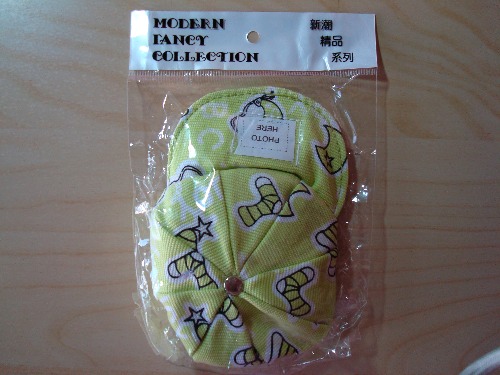 MODERN
FANCY
COLLECTION
新潮
精品
系列
PHOTO
HERE